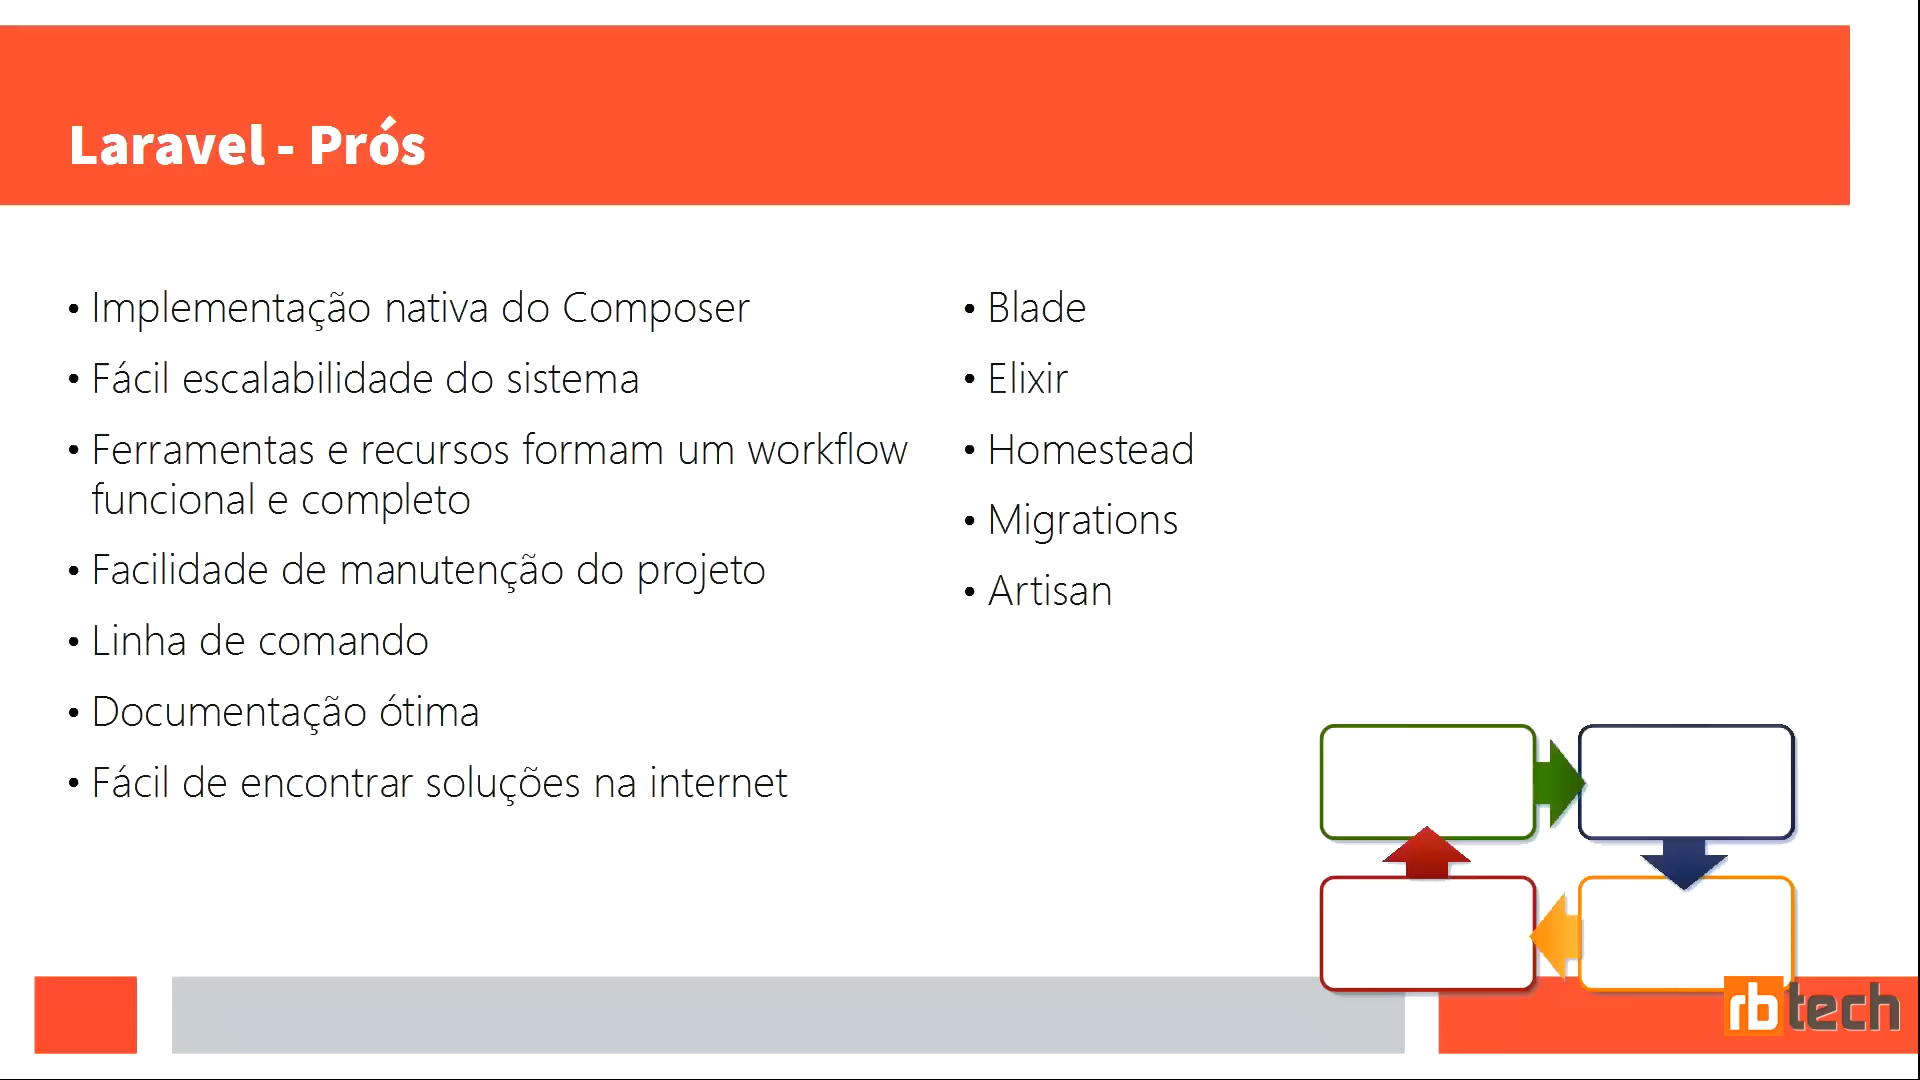 Laravel - Prós
• Implementação nativa do Composer
• Fácil escalabilidade do sistema
• Ferramentas e recursos formam um workflow
funcional e completo
• Facilidade de manutenção do projeto
• Linha de comando
• Documentação ótima
• Fácil de encontrar soluções na internet
• Blade
• Elixir
• Homestead
• Migrations
• Artisan
rbtech